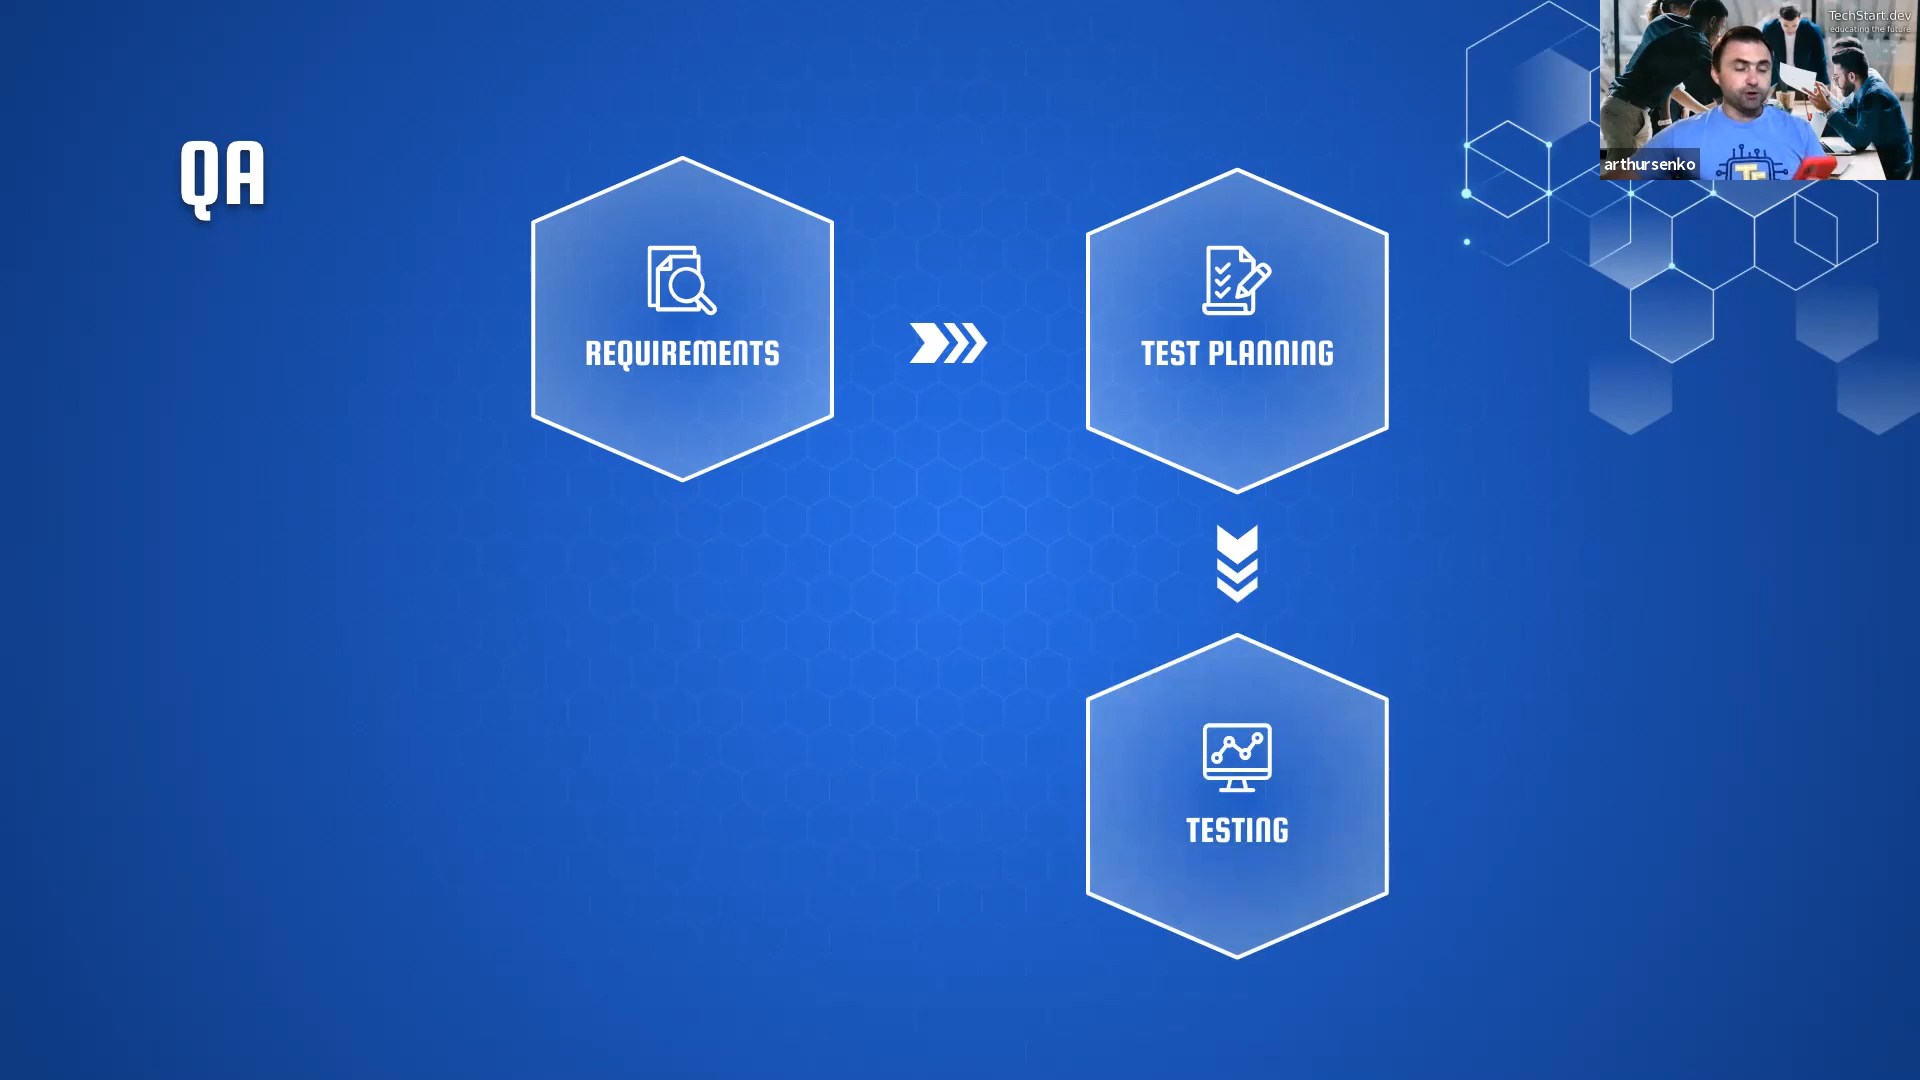 QA
REQUIREMENTS
TEST PLANNING
TESTING
TechStart.dev
educating the future
arthursenko